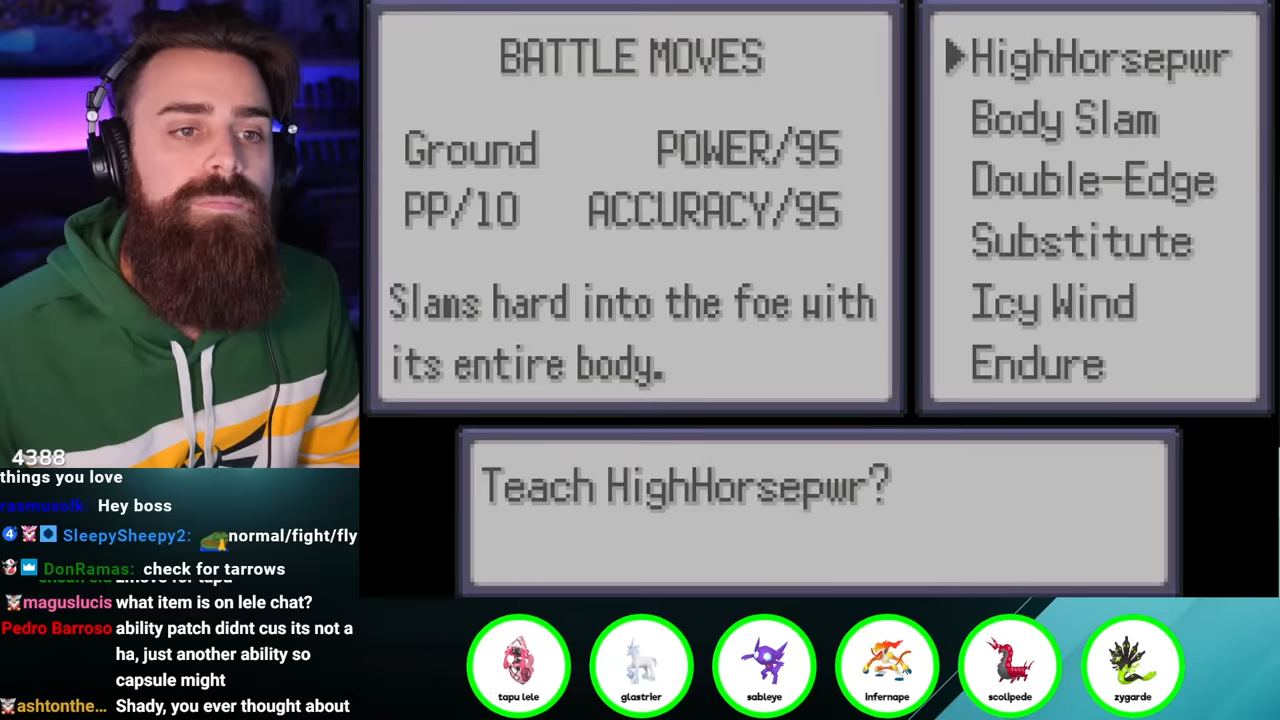 BATTLE MOVES
Ground POWER/95
PP/10 ACCURACY/95
Slams hard into the foe with
its entire body.
▶HighHorsepwr
Body Slam
Double-Edge
Substitute
Icy Wind
Endure
Teach HighHorsepwr?
4388
things you love
rasmusolk: Hey boss
4 SleepySheepy2: normal/fight/fly
DonRamas: check for tarrows
maguslucis what item is on lele chat?
Pedro Barroso ability patch didnt cus its not a
ha, just another ability so
capsule might
ashtonthe... Shady, you ever thought about
tapu lele
glastrier
sableye
infernape
scolipede
zygarde